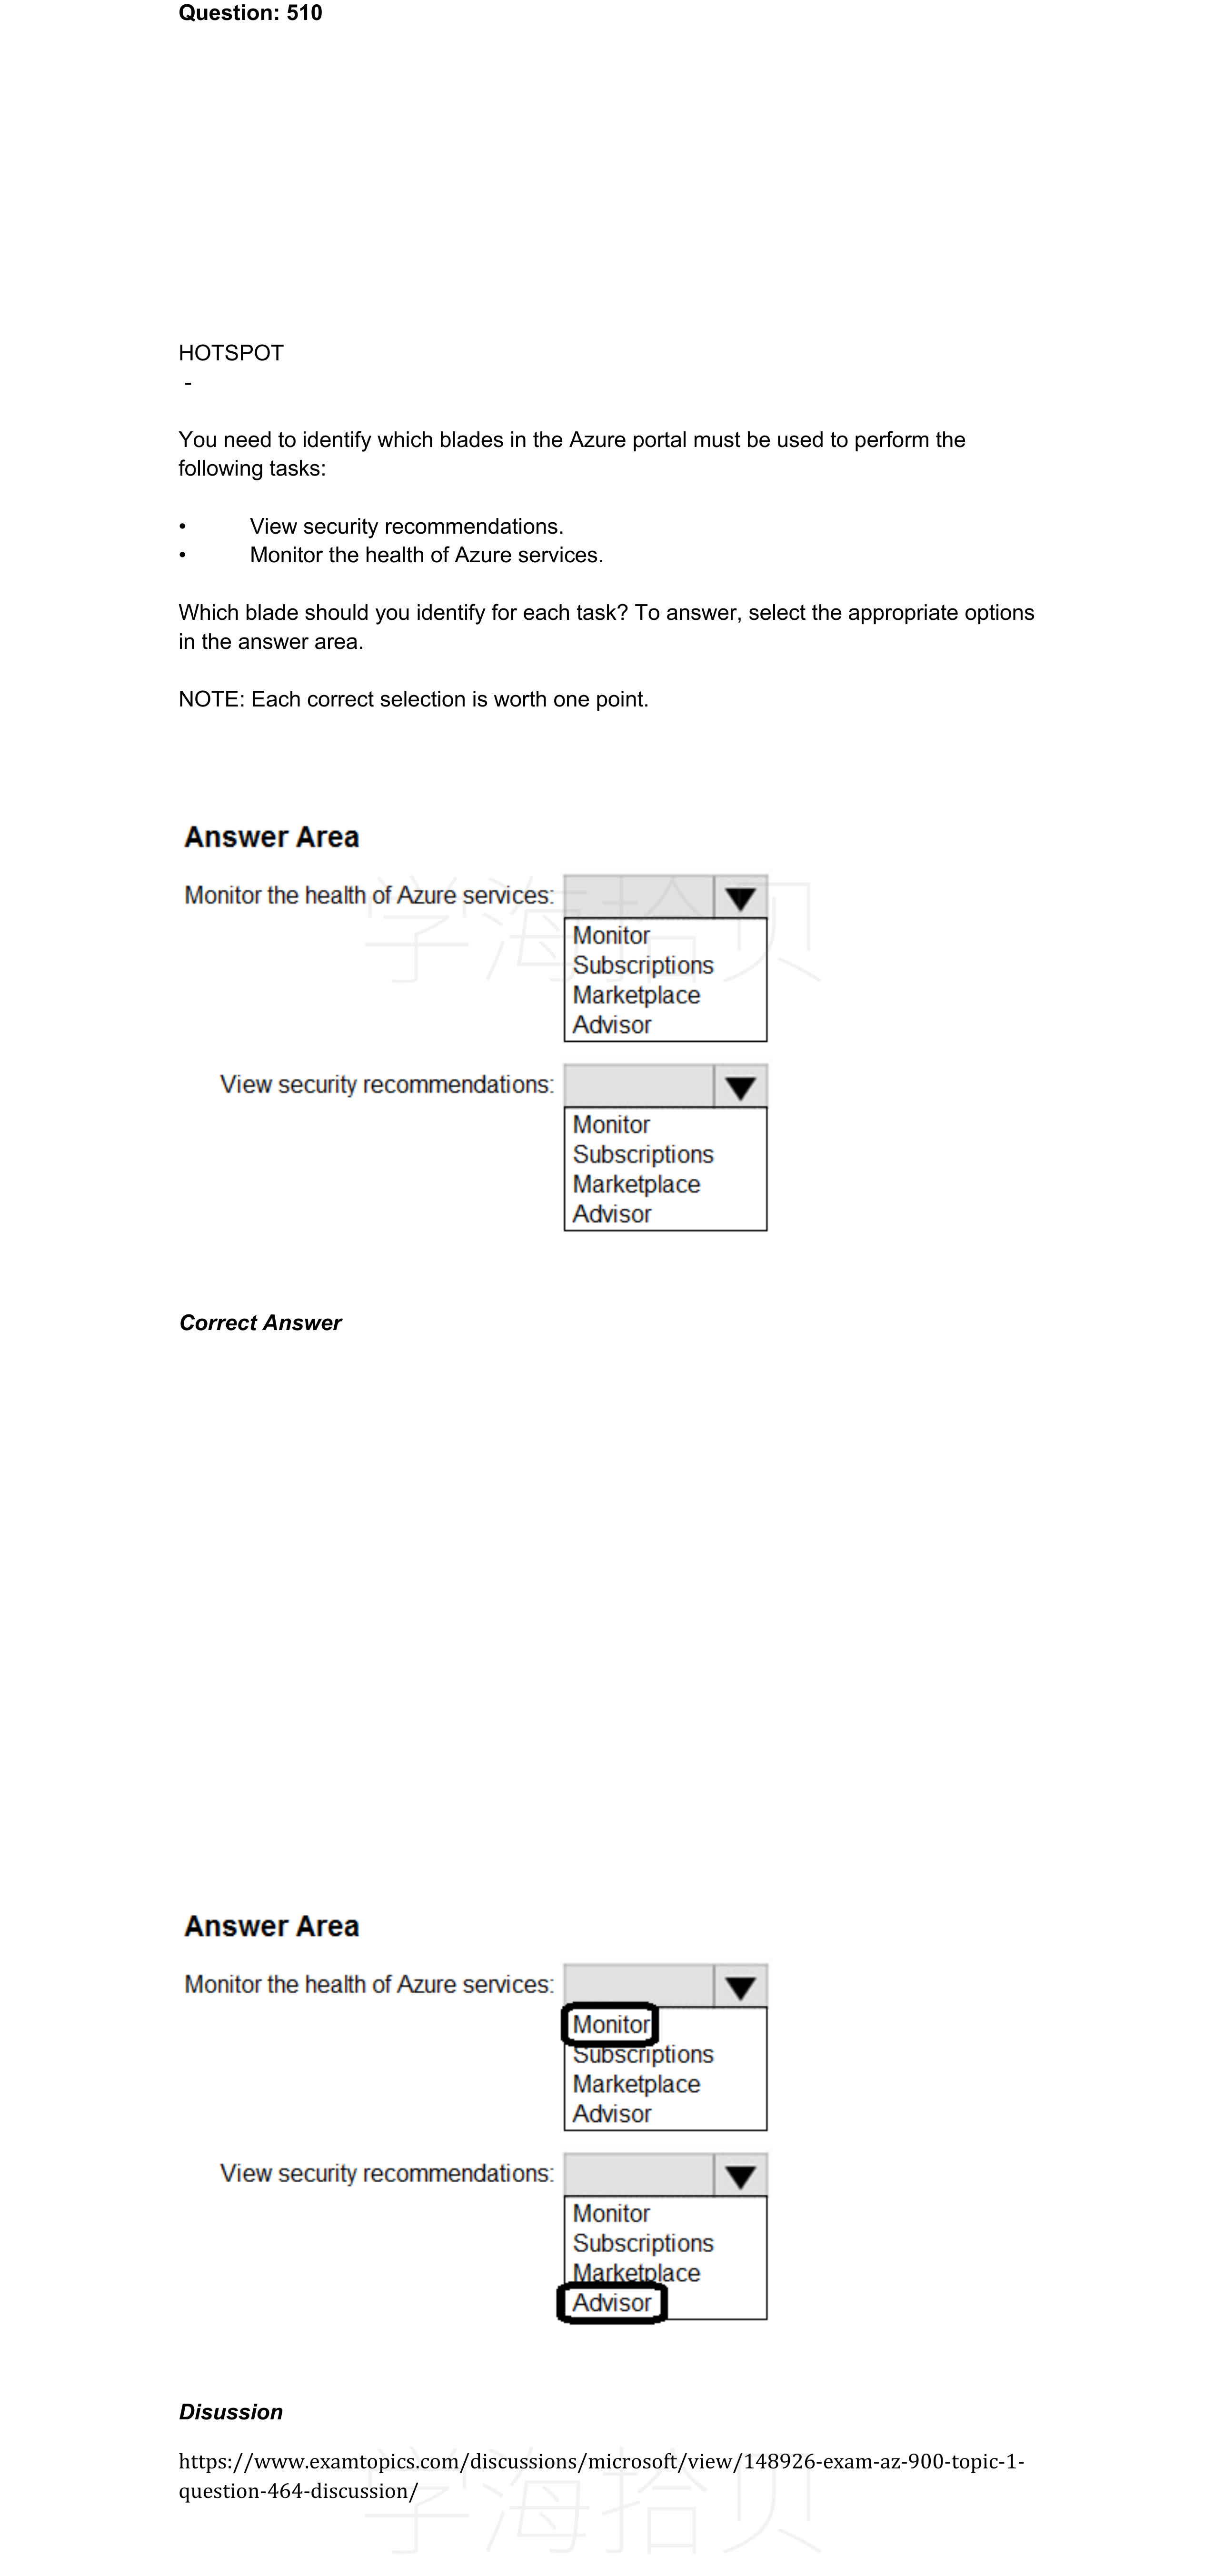 Question: 510
HOTSPOT
-
You need to identify which blades in the Azure portal must be used to perform the
following tasks:
• View security recommendations.
• Monitor the health of Azure services.
Which blade should you identify for each task? To answer, select the appropriate options
in the answer area.
NOTE: Each correct selection is worth one point.
Answer Area
Monitor the health of Azure services:
学海拾贝
Monitor
Subscriptions
Marketplace
Advisor
View security recommendations:
Monitor
Subscriptions
Marketplace
Advisor
Correct Answer
Answer Area
Monitor the health of Azure services:
Monitor
Subscriptions
Marketplace
Advisor
View security recommendations:
Monitor
Subscriptions
Marketplace
Advisor
Disussion
https://www.examtopics.com/discussions/microsoft/view/148926-exam-az-900-topic-1-
question-464-discussion/
学海拾贝